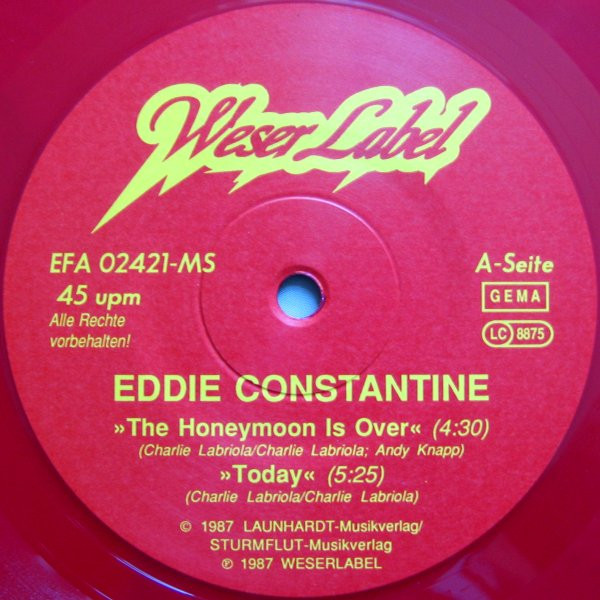 Weser Label
EFA 02421-MS
A-Seite
45 upm
GEMA
Alle Rechte
vorbehalten!
LC 8875
EDDIE CONSTANTINE
»The Honeymoon Is Over« (4:30)
(Charlie Labriola/Charlie Labriola; Andy Knapp)
»Today« (5:25)
(Charlie Labriola/Charlie Labriola)
© 1987 LAUNHARDT-Musikverlag/
STURMFLUT-Musikverlag
℗ 1987 WESERLABEL